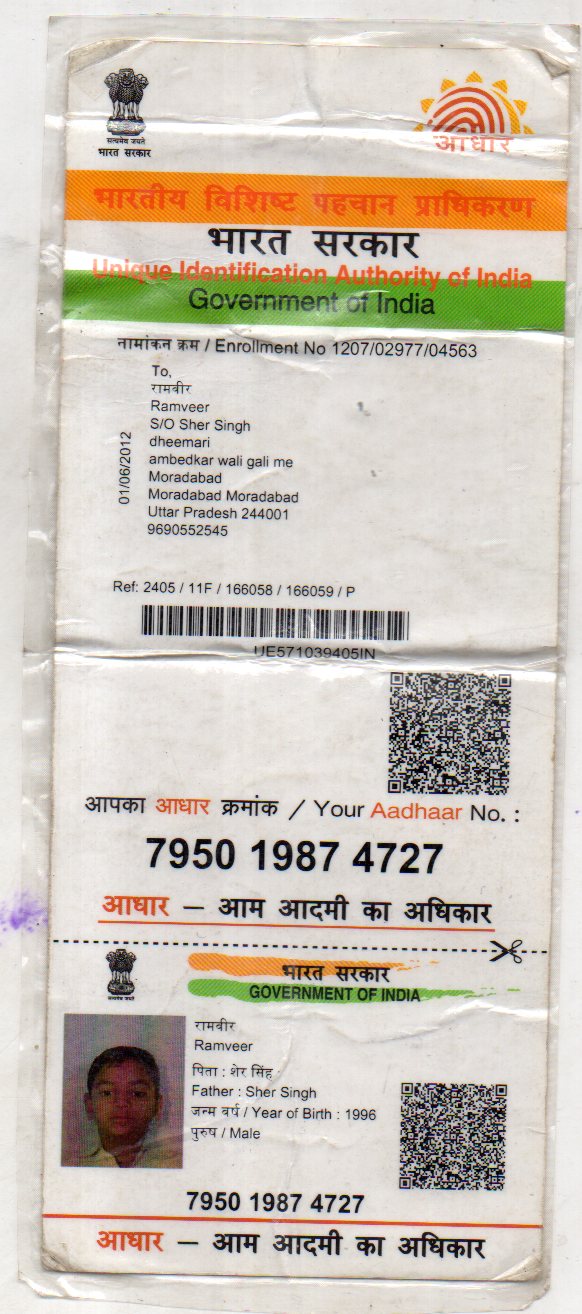 सत्यमेव जयते
भारत सरकार
आधार
भारतीय विशिष्ट पहचान प्राधिकरण
भारत सरकार
Unique Identification Authority of India
Government of India
नामांकन क्रम / Enrollment No 1207/02977/04563
To,
रामवीर
Ramveer
S/O Sher Singh
dheemari
ambedkar wali gali me
Moradabad
Moradabad Moradabad
Uttar Pradesh 244001
9690552545
01/06/2012
Ref: 2405 / 11F / 166058 / 166059 / P
UE571039405IN
आपका आधार क्रमांक / Your Aadhaar No. :
7950 1987 4727
आधार – आम आदमी का अधिकार
सत्यमेव जयते
भारत सरकार
GOVERNMENT OF INDIA
रामवीर
Ramveer
पिता : शेर सिंह
Father : Sher Singh
जन्म वर्ष / Year of Birth : 1996
पुरुष / Male
7950 1987 4727
आधार – आम आदमी का अधिकार